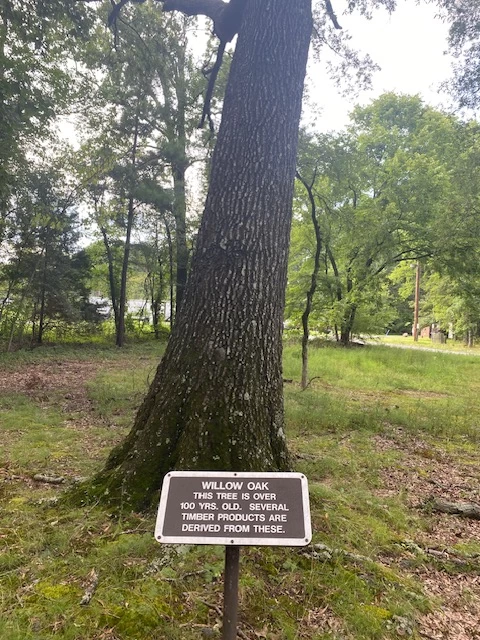 WILLOW OAK
THIS TREE IS OVER
100 YRS. OLD. SEVERAL
TIMBER PRODUCTS ARE
DERIVED FROM THESE.